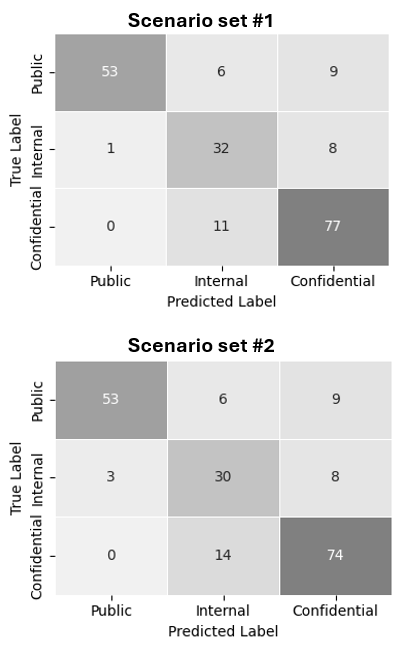 Scenario set #1
True Label
Public
53 6 9
Internal
1 32 8
Confidential
0 11 77
Public Internal Confidential
Predicted Label
Scenario set #2
True Label
Public
53 6 9
Internal
3 30 8
Confidential
0 14 74
Public Internal Confidential
Predicted Label